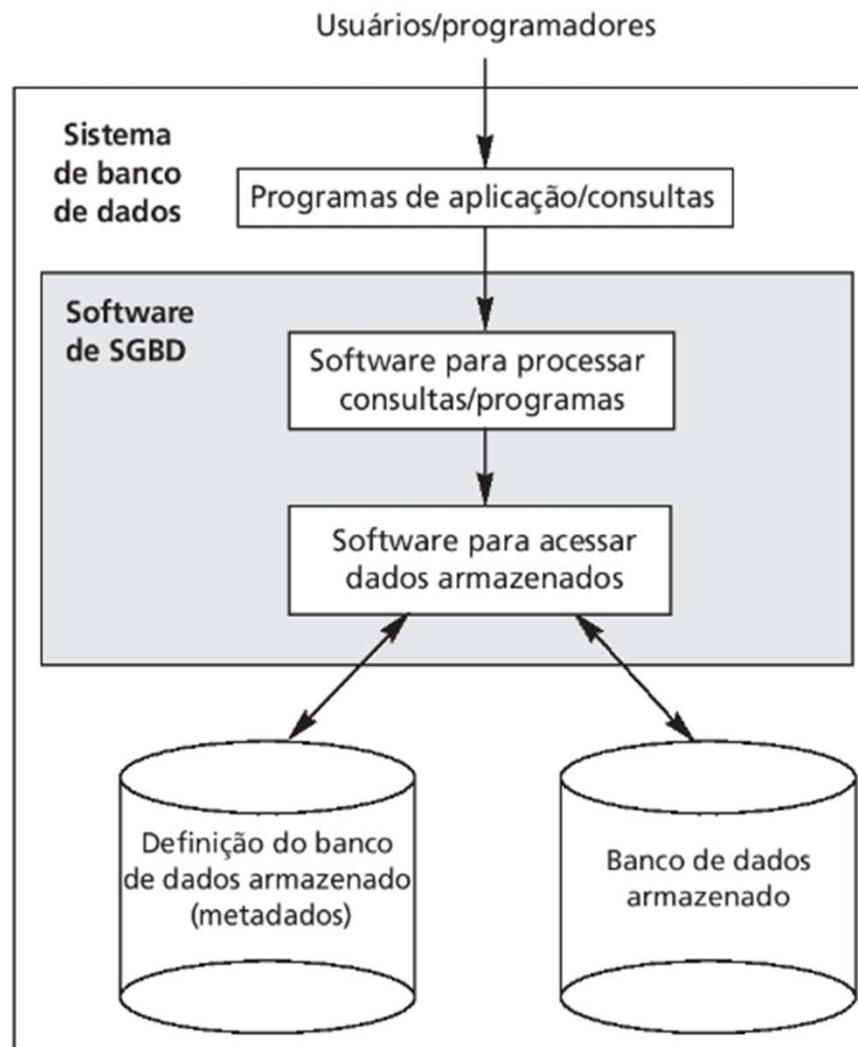 Usuários/programadores
Sistema
de banco
de dados
Programas de aplicação/consultas
Software
de SGBD
Software para processar
consultas/programas
Software para acessar
dados armazenados
Definição do banco
de dados armazenado
(metadados)
Banco de dados
armazenado